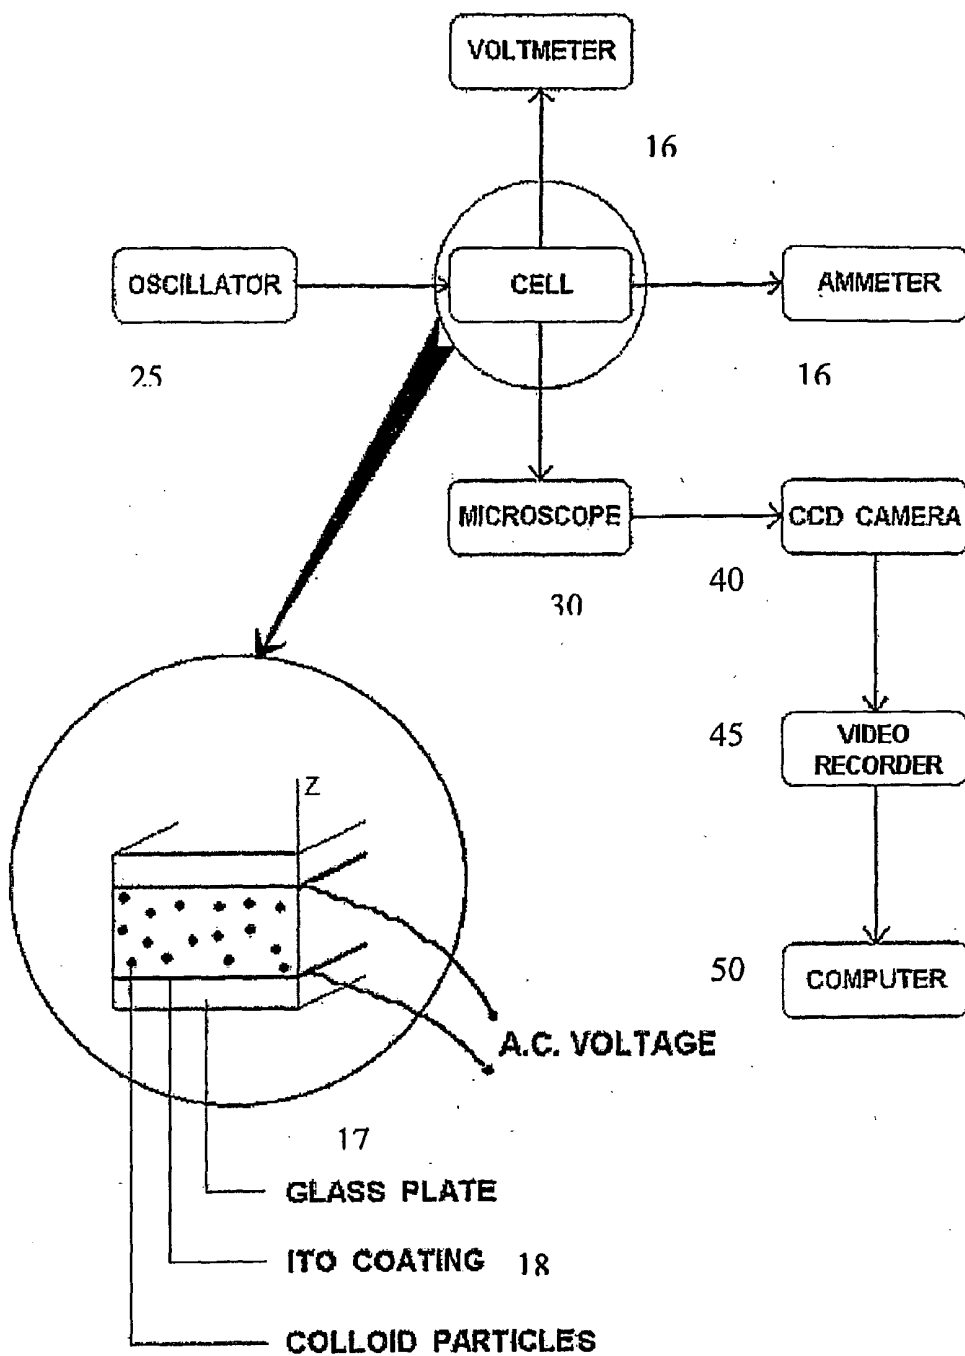 VOLTMETER
16
OSCILLATOR
CELL
AMMETER
25
16
MICROSCOPE
CCD CAMERA
30
40
45
VIDEO
RECORDER
Z
50
COMPUTER
A.C. VOLTAGE
17
GLASS PLATE
ITO COATING 18
COLLOID PARTICLES